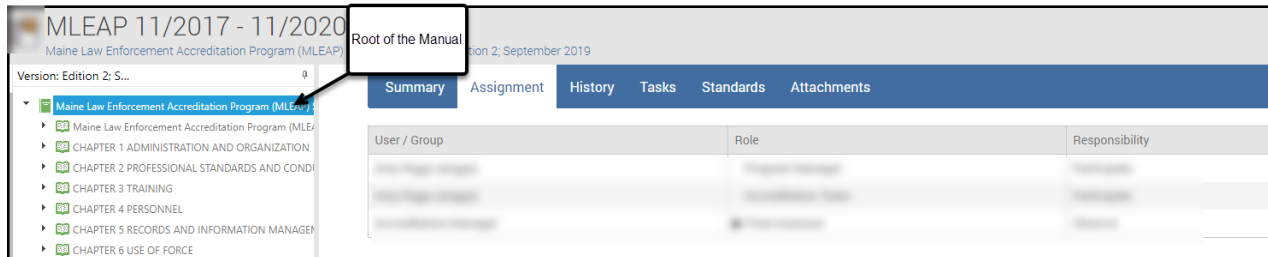 MLEAP 11/2017 - 11/2020
Root of the Manual
Maine Law Enforcement Accreditation Program (MLEAP) tion 2; September 2019
Version: Edition 2; S...
Summary Assignment History Tasks Standards Attachments
Maine Law Enforcement Accreditation Program (MLEAP) S
Maine Law Enforcement Accreditation Program (MLEA
CHAPTER 1 ADMINISTRATION AND ORGANIZATION
CHAPTER 2 PROFESSIONAL STANDARDS AND CONDU
CHAPTER 3 TRAINING
CHAPTER 4 PERSONNEL
CHAPTER 5 RECORDS AND INFORMATION MANAGEM
CHAPTER 6 USE OF FORCE
User / Group Role Responsibility